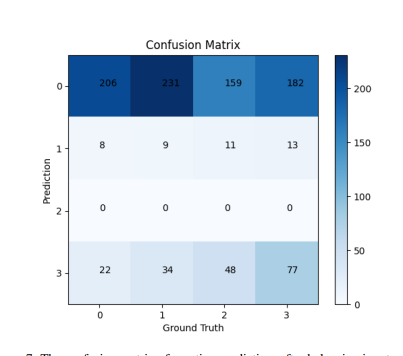 Confusion Matrix
0 206 231 159 182
1 8 9 11 13
2 0 0 0 0
3 22 34 48 77
0 1 2 3
Ground Truth
Prediction
200
150
100
50
0